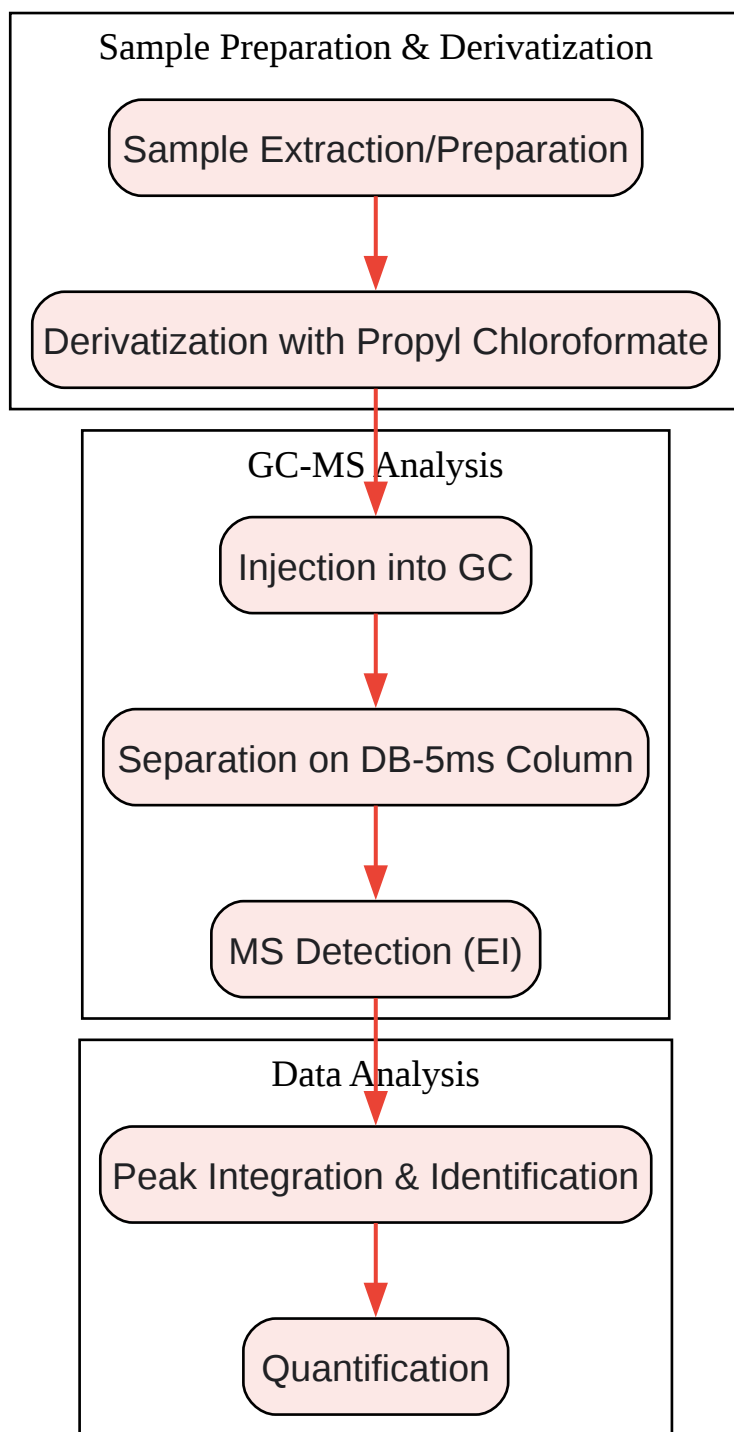 Sample Preparation & Derivatization
Sample Extraction/Preparation
Derivatization with Propyl Chloroformate
GC-MS Analysis
Injection into GC
Separation on DB-5ms Column
MS Detection (EI)
Data Analysis
Peak Integration & Identification
Quantification